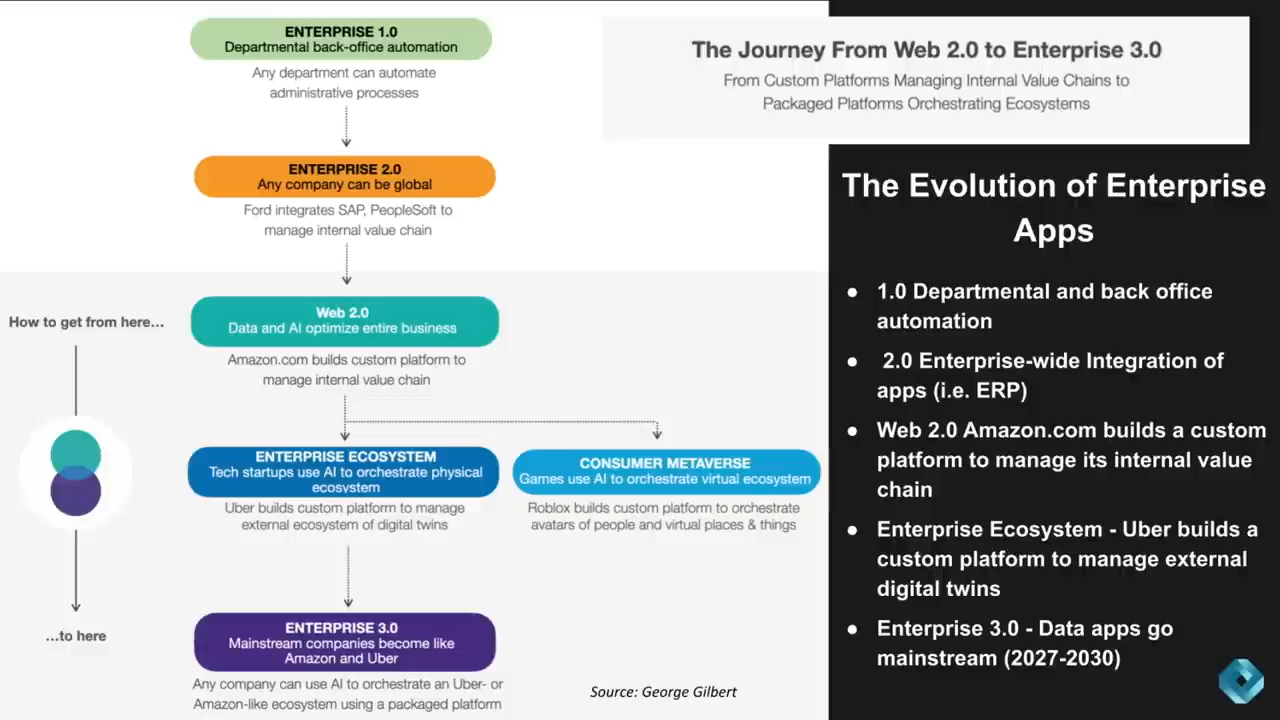 ENTERPRISE 1.0
Departmental back-office automation
Any department can automate
administrative processes
ENTERPRISE 2.0
Any company can be global
Ford integrates SAP, PeopleSoft to
manage internal value chain
How to get from here...
...to here
Web 2.0
Data and AI optimize entire business
Amazon.com builds custom platform to
manage internal value chain
ENTERPRISE ECOSYSTEM
Tech startups use AI to orchestrate physical
ecosystem
Uber builds custom platform to manage
external ecosystem of digital twins
CONSUMER METAVERSE
Games use AI to orchestrate virtual ecosystem
Roblox builds custom platform to orchestrate
avatars of people and virtual places & things
ENTERPRISE 3.0
Mainstream companies become like
Amazon and Uber
Any company can use AI to orchestrate an Uber- or
Amazon-like ecosystem using a packaged platform
Source: George Gilbert
The Journey From Web 2.0 to Enterprise 3.0
From Custom Platforms Managing Internal Value Chains to
Packaged Platforms Orchestrating Ecosystems
The Evolution of Enterprise
Apps
● 1.0 Departmental and back office
automation
● 2.0 Enterprise-wide Integration of
apps (i.e. ERP)
● Web 2.0 Amazon.com builds a custom
platform to manage its internal value
chain
● Enterprise Ecosystem - Uber builds a
custom platform to manage external
digital twins
● Enterprise 3.0 - Data apps go
mainstream (2027-2030)